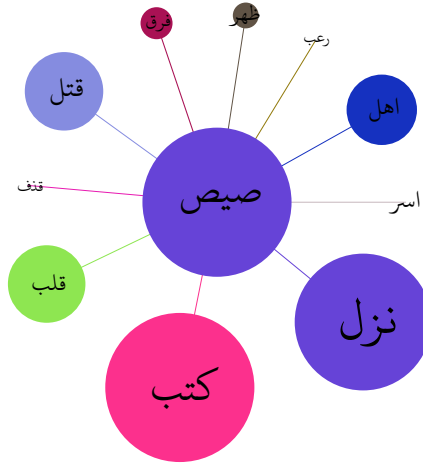 فرق
ظهر
رعب
قتل
اهل
قذف
صيص
اسر
قلب
نزل
كتب